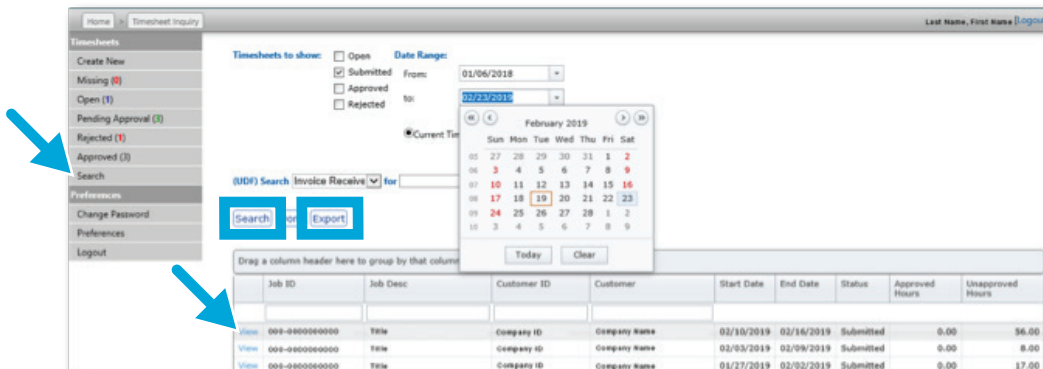 Home > Timesheet Inquiry
Last Name, First Name [Logout
Timesheets
Create New
Missing (0)
Open (1)
Pending Approval (3)
Rejected (1)
Approved (3)
Search
Preferences
Change Password
Preferences
Logout
Timesheets to show:
Open
Submitted
Approved
Rejected
Date Range:
From: 01/06/2018
to: 02/23/2019
Current Tim
February 2019
Sun Mon Tue Wed Thu Fri Sat
05 27 28 29 30 31 1 2
06 3 4 5 6 7 8 9
07 10 11 12 13 14 15 16
08 17 18 19 20 21 22 23
09 24 25 26 27 28 1 2
10 3 4 5 6 7 8 9
Today Clear
(UDF) Search Invoice Receive for
Search or Export
Drag a column header here to group by that column
Job ID Job Desc Customer ID Customer Start Date End Date Status Approved Hours Unapproved Hours
View 008-0000000000 Title Company ID Company Name 02/10/2019 02/16/2019 Submitted 0.00 56.00
View 008-0000000000 Title Company ID Company Name 02/03/2019 02/09/2019 Submitted 0.00 8.00
View 008-0000000000 Title Company ID Company Name 01/27/2019 02/02/2019 Submitted 0.00 17.00